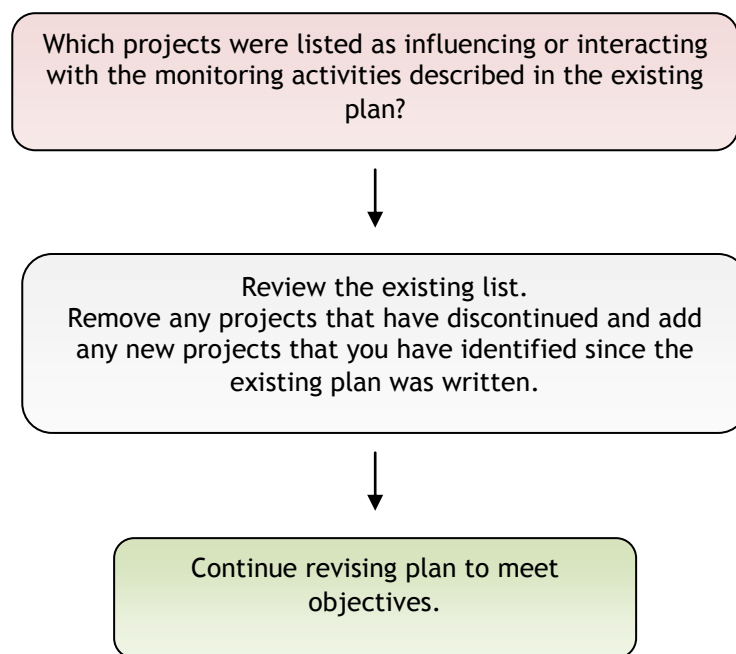 Which projects were listed as influencing or interacting
with the monitoring activities described in the existing
plan?
Review the existing list.
Remove any projects that have discontinued and add
any new projects that you have identified since the
existing plan was written.
Continue revising plan to meet
objectives.